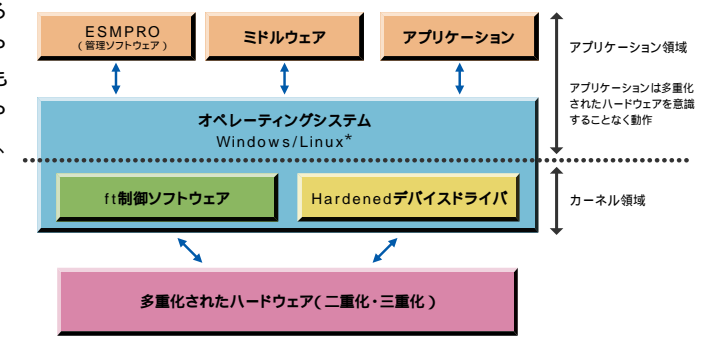 ESMPRO
(管理ソフトウェア)
ミドルウェア
アプリケーション
アプリケーション領域
アプリケーションは多重化
されたハードウェアを意識
することなく動作
オペレーティングシステム
Windows/Linux*
ft制御ソフトウェア
Hardenedデバイスドライバ
カーネル領域
多重化されたハードウェア(二重化・三重化)